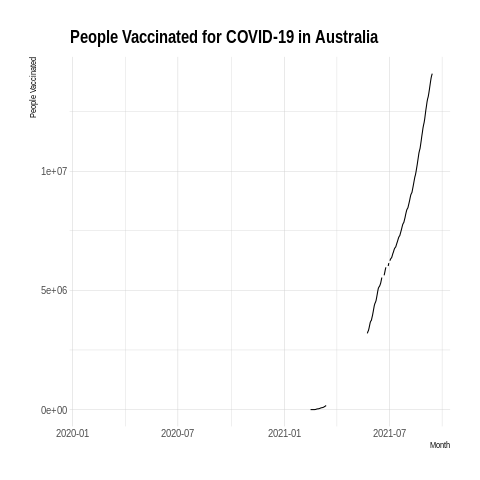 People Vaccinated for COVID-19 in Australia
People Vaccinated
1e+07
5e+06
0e+00
2020-01 2020-07 2021-01 2021-07
Month